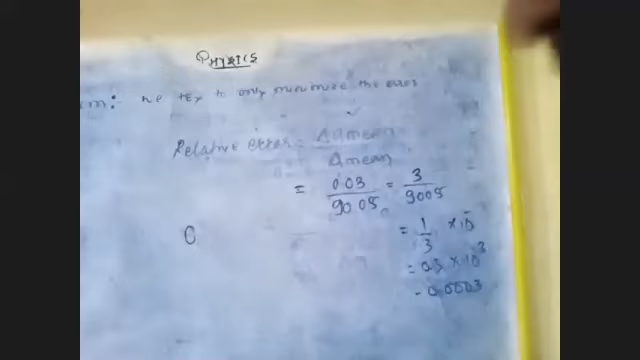 PHYSICS
m: we try to only minimize the error
Relative error = Δa mean / a mean
= 0.03 / 90.05 = 3 / 9005
= 1/3 × 10
= 0.3 × 10⁻³
= 0.0003